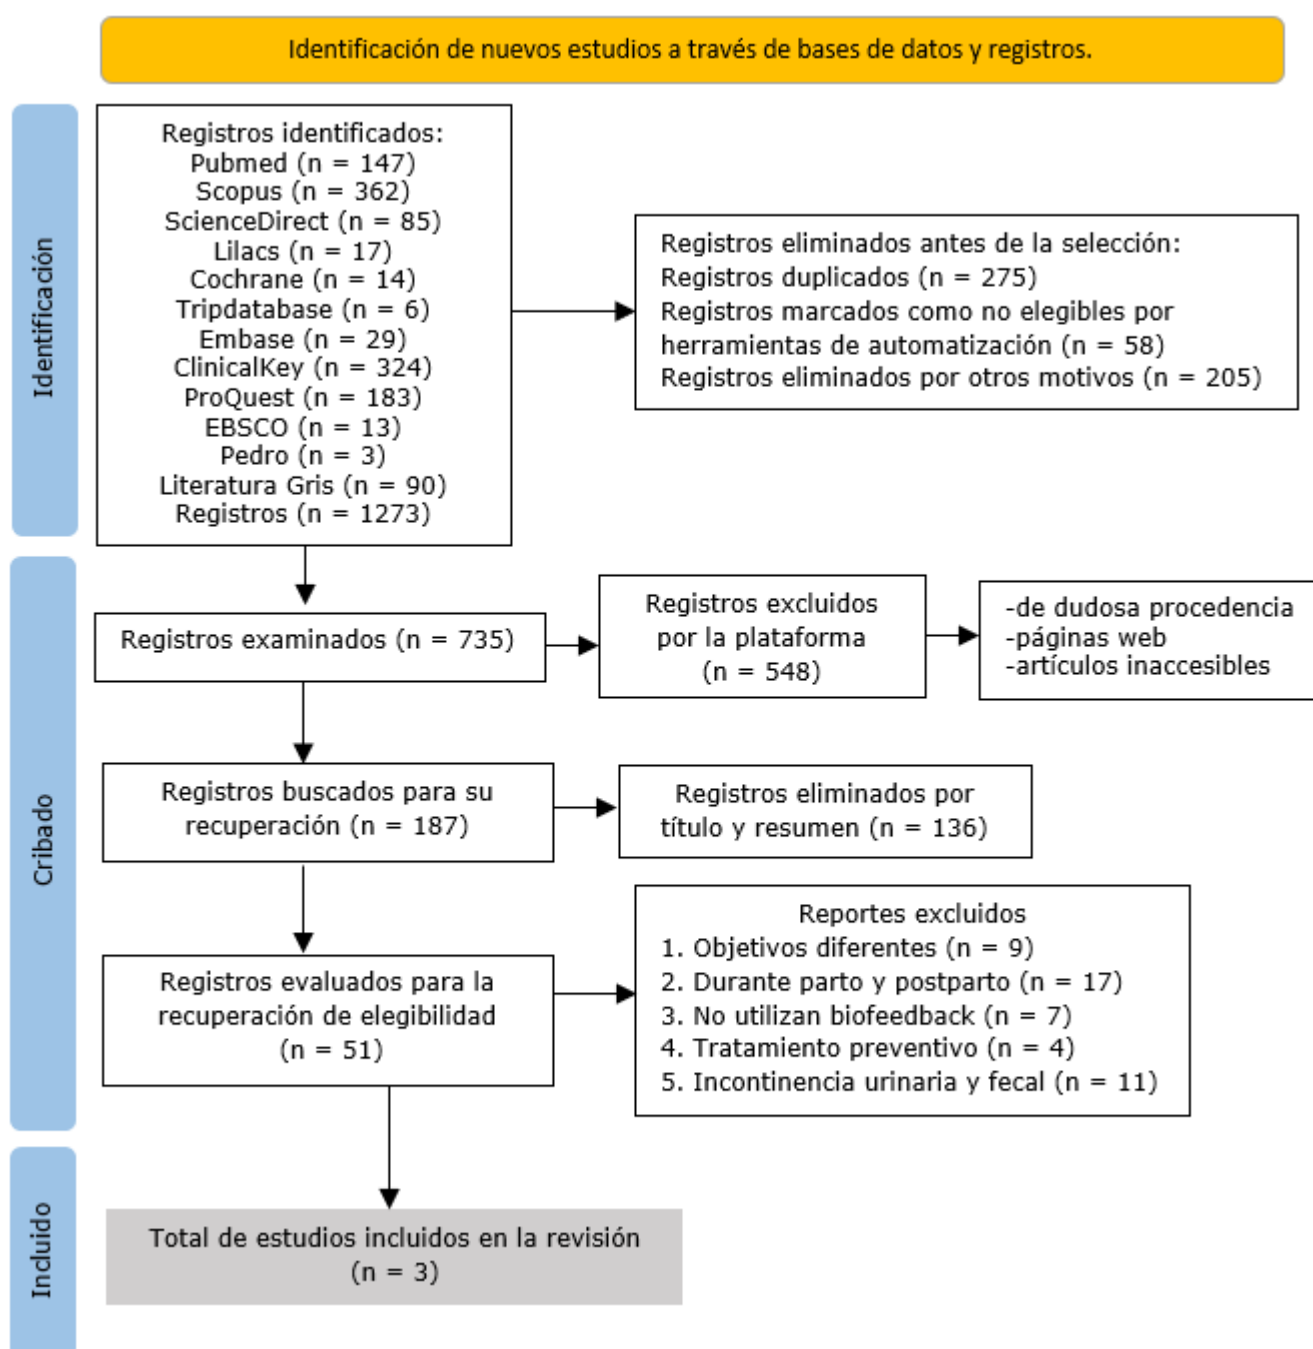 Identificación de nuevos estudios a través de bases de datos y registros.
Identificación
Registros identificados:
Pubmed (n = 147)
Scopus (n = 362)
ScienceDirect (n = 85)
Lilacs (n = 17)
Cochrane (n = 14)
Tripdatabase (n = 6)
Embase (n = 29)
ClinicalKey (n = 324)
ProQuest (n = 183)
EBSCO (n = 13)
Pedro (n = 3)
Literatura Gris (n = 90)
Registros (n = 1273)
Registros eliminados antes de la selección:
Registros duplicados (n = 275)
Registros marcados como no elegibles por
herramientas de automatización (n = 58)
Registros eliminados por otros motivos (n = 205)
Cribado
Registros examinados (n = 735)
Registros excluidos
por la plataforma
(n = 548)
-de dudosa procedencia
-páginas web
-artículos inaccesibles
Registros buscados para su
recuperación (n = 187)
Registros eliminados por
título y resumen (n = 136)
Registros evaluados para la
recuperación de elegibilidad
(n = 51)
Reportes excluidos
1. Objetivos diferentes (n = 9)
2. Durante parto y postparto (n = 17)
3. No utilizan biofeedback (n = 7)
4. Tratamiento preventivo (n = 4)
5. Incontinencia urinaria y fecal (n = 11)
Incluido
Total de estudios incluidos en la revisión
(n = 3)